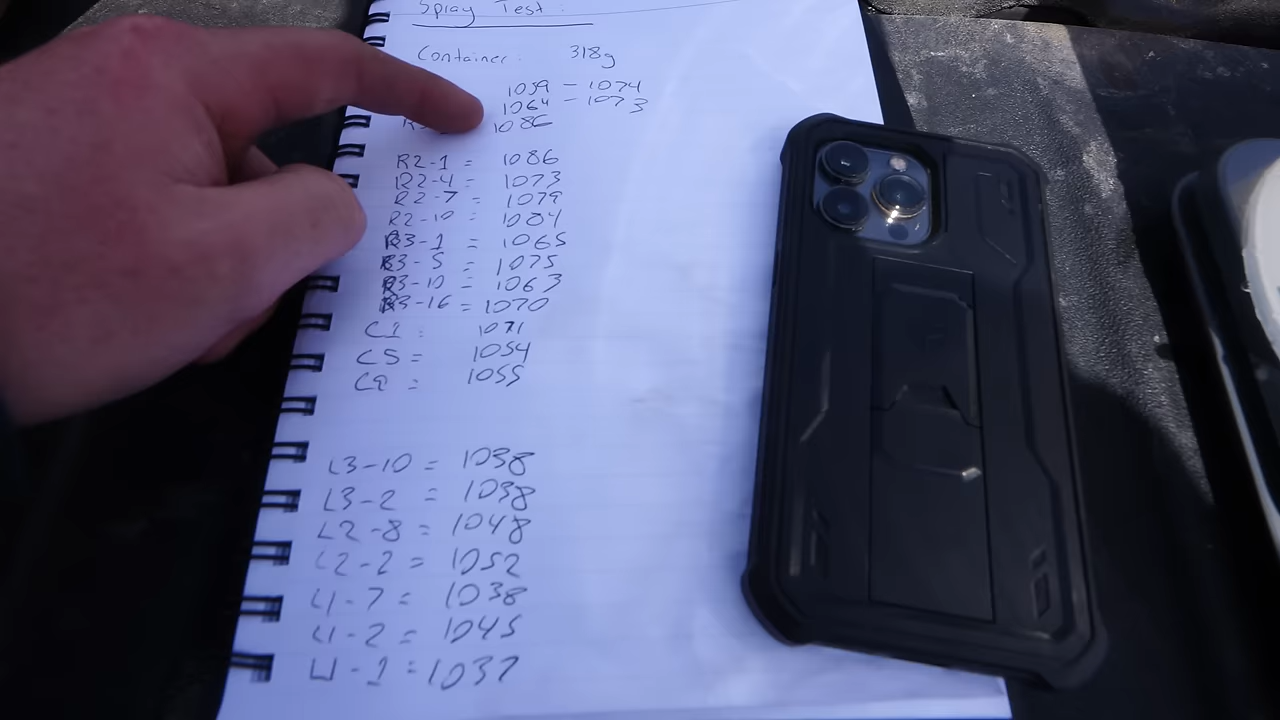 Spray Test:
Container: 318g
1059 - 1074
1064 - 1073
1086
R2-1 = 1086
R2-4 = 1073
R2-7 = 1079
R2-10 = 1084
R3-1 = 1065
R3-5 = 1075
R3-10 = 1063
R3-16 = 1070
C1 = 1071
C5 = 1054
C9 = 1055
L3-10 = 1038
L3-2 = 1038
L2-8 = 1048
L2-2 = 1052
L1-7 = 1038
L1-2 = 1045
L1-1 = 1037